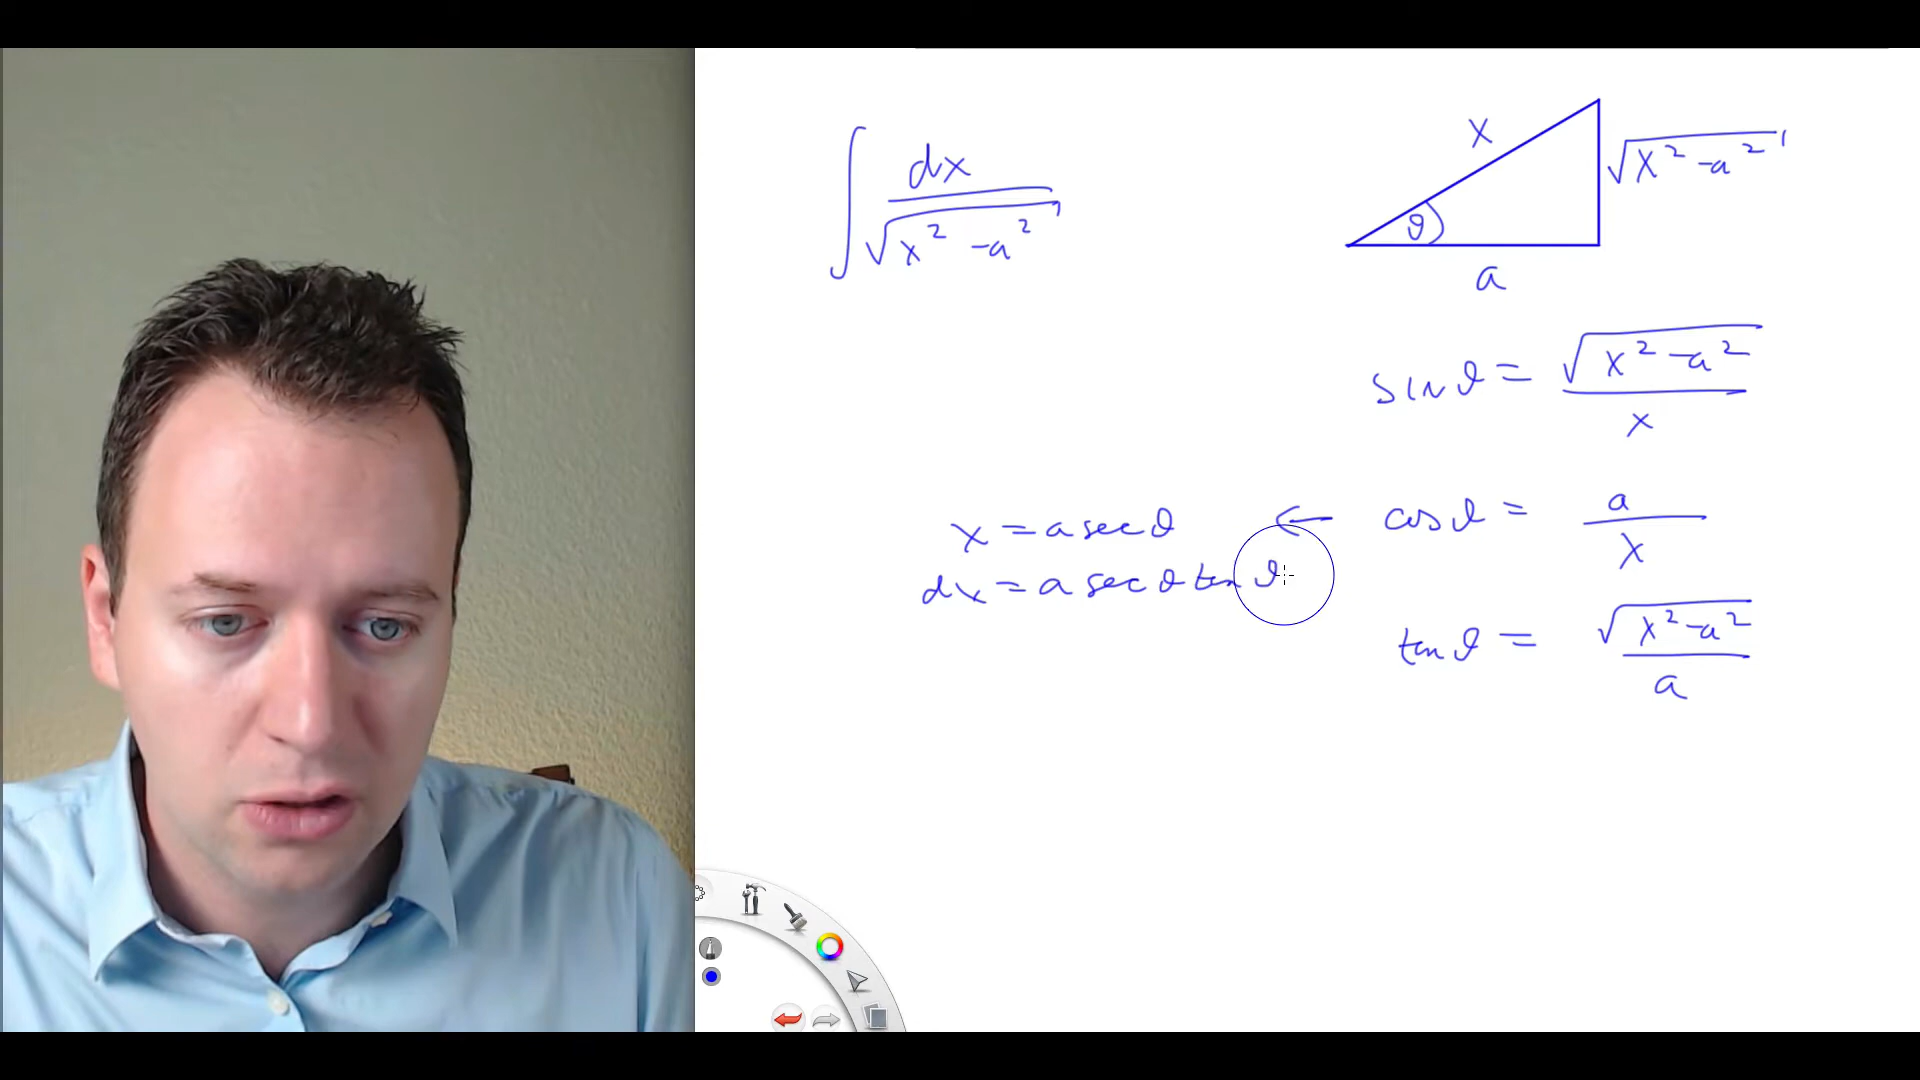 ∫ dx / √(x² - a²)
x
√(x² - a²)
ϑ
a
sin ϑ = √(x² - a²) / x
x = a sec ϑ ← cos ϑ = a / x
dx = a sec ϑ tan ϑ
tan ϑ = √(x² - a²) / a